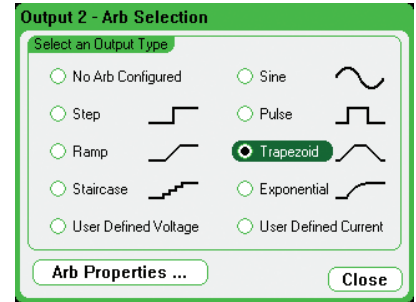 Output 2 - Arb Selection
Select an Output Type
No Arb Configured
Sine
Step
Pulse
Ramp
Trapezoid
Staircase
Exponential
User Defined Voltage
User Defined Current
Arb Properties ...
Close